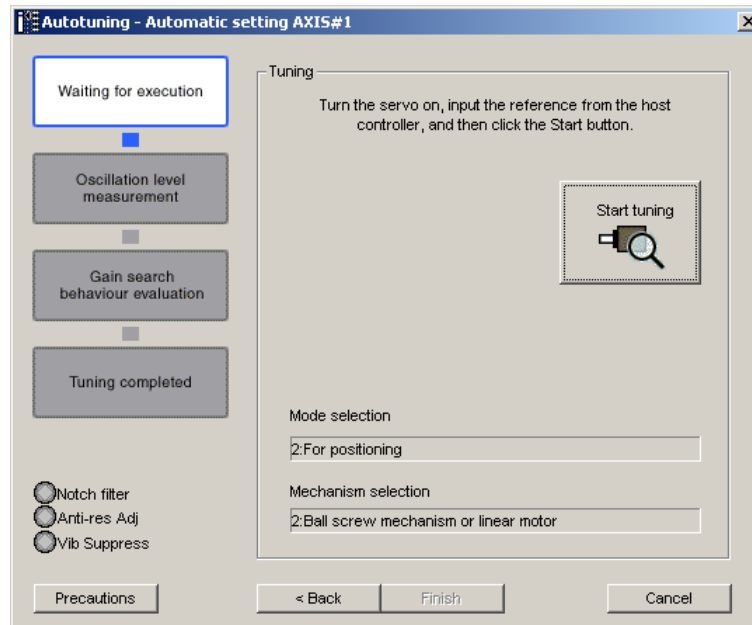 Autotuning - Automatic setting AXIS#1
Waiting for execution
Oscillation level
measurement
Gain search
behaviour evaluation
Tuning completed
Notch filter
Anti-res Adj
Vib Suppress
Precautions
Tuning
Turn the servo on, input the reference from the host
controller, and then click the Start button.
Start tuning
Mode selection
2:For positioning
Mechanism selection
2:Ball screw mechanism or linear motor
< Back
Finish
Cancel